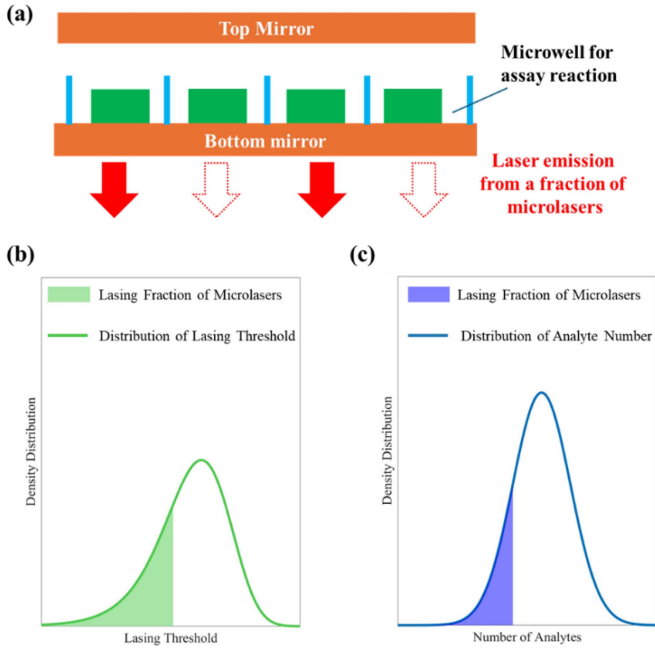 (a)
Top Mirror
Microwell for
assay reaction
Bottom mirror
Laser emission
from a fraction of
microlasers
(b)
Lasing Fraction of Microlasers
Distribution of Lasing Threshold
Density Distribution
Lasing Threshold
(c)
Lasing Fraction of Microlasers
Distribution of Analyte Number
Density Distribution
Number of Analytes